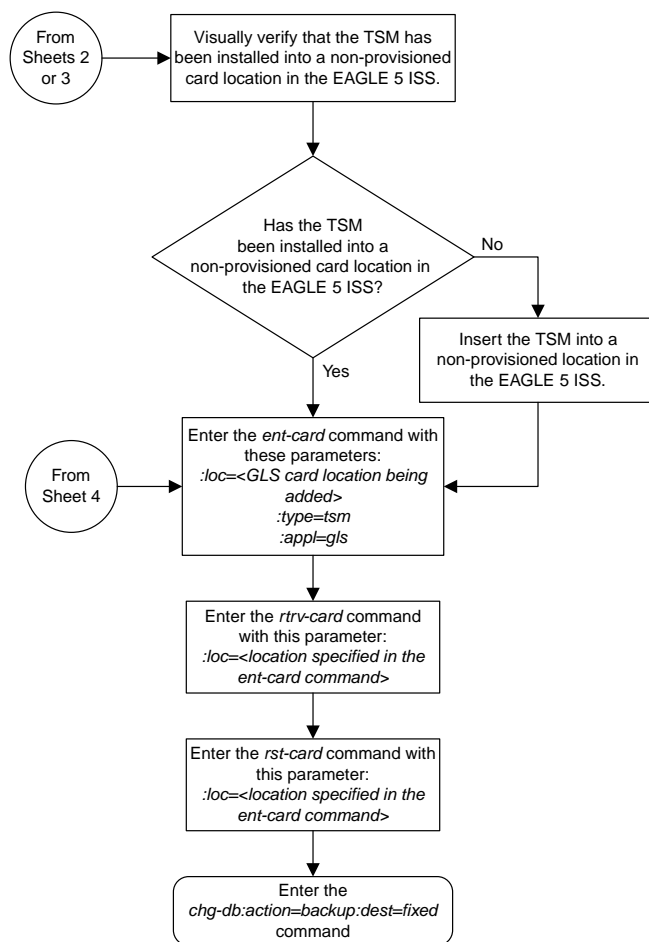 From
Sheets 2
or 3
Visually verify that the TSM has
been installed into a non-provisioned
card location in the EAGLE 5 ISS.
Has the TSM
been installed into a
non-provisioned card location in
the EAGLE 5 ISS?
No
Insert the TSM into a
non-provisioned location in
the EAGLE 5 ISS.
Yes
From
Sheet 4
Enter the ent-card command with
these parameters:
:loc=<GLS card location being
added>
:type=tsm
:appl=gls
Enter the rtrv-card command
with this parameter:
:loc=<location specified in the
ent-card command>
Enter the rst-card command with
this parameter:
:loc=<location specified in the
ent-card command>
Enter the
chg-db:action=backup:dest=fixed
command